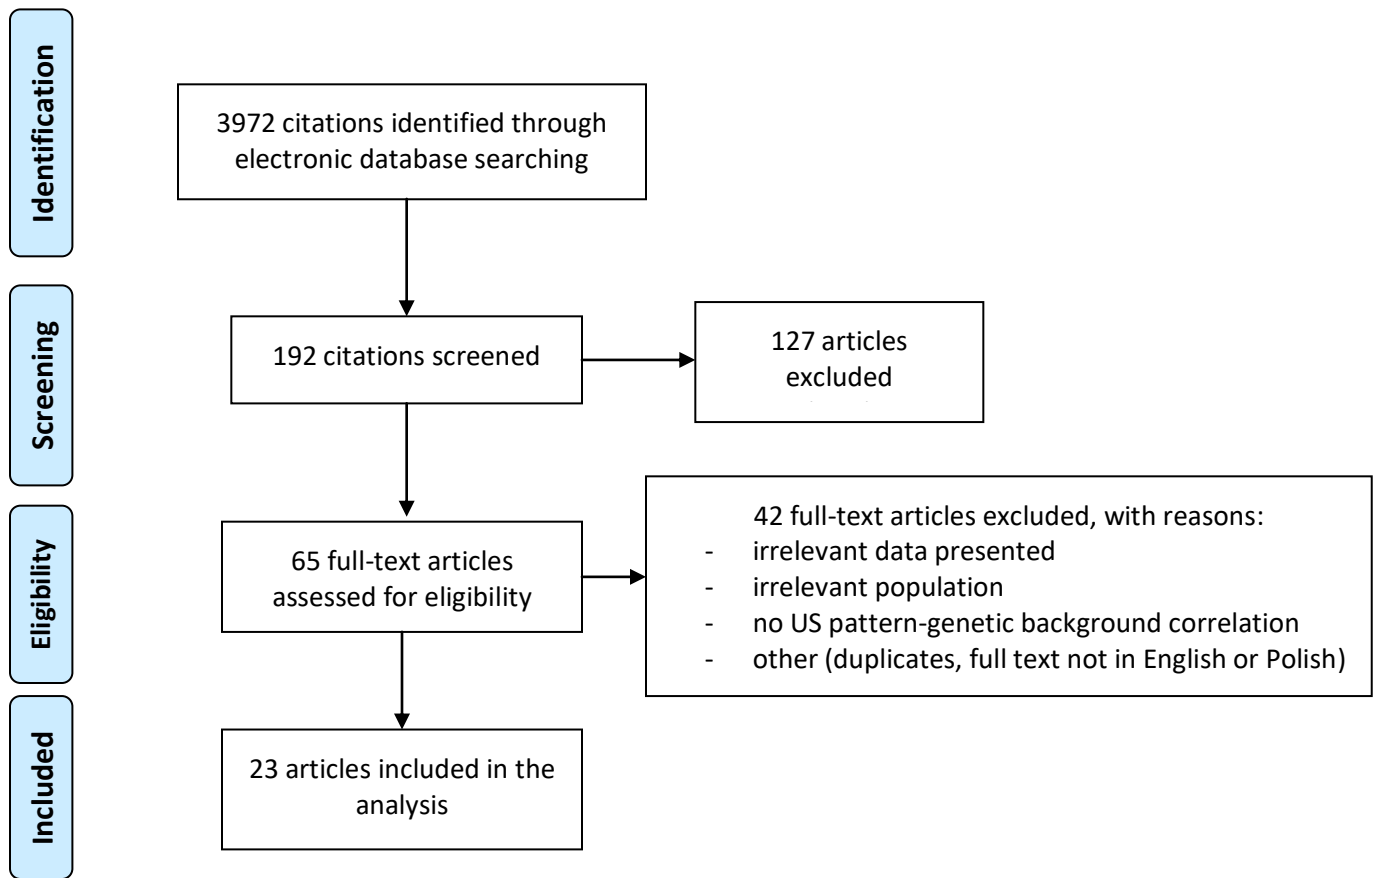 Identification
3972 citations identified through
electronic database searching
Screening
192 citations screened
127 articles
excluded
Eligibility
65 full-text articles
assessed for eligibility
42 full-text articles excluded, with reasons:
- irrelevant data presented
- irrelevant population
- no US pattern-genetic background correlation
- other (duplicates, full text not in English or Polish)
Included
23 articles included in the
analysis